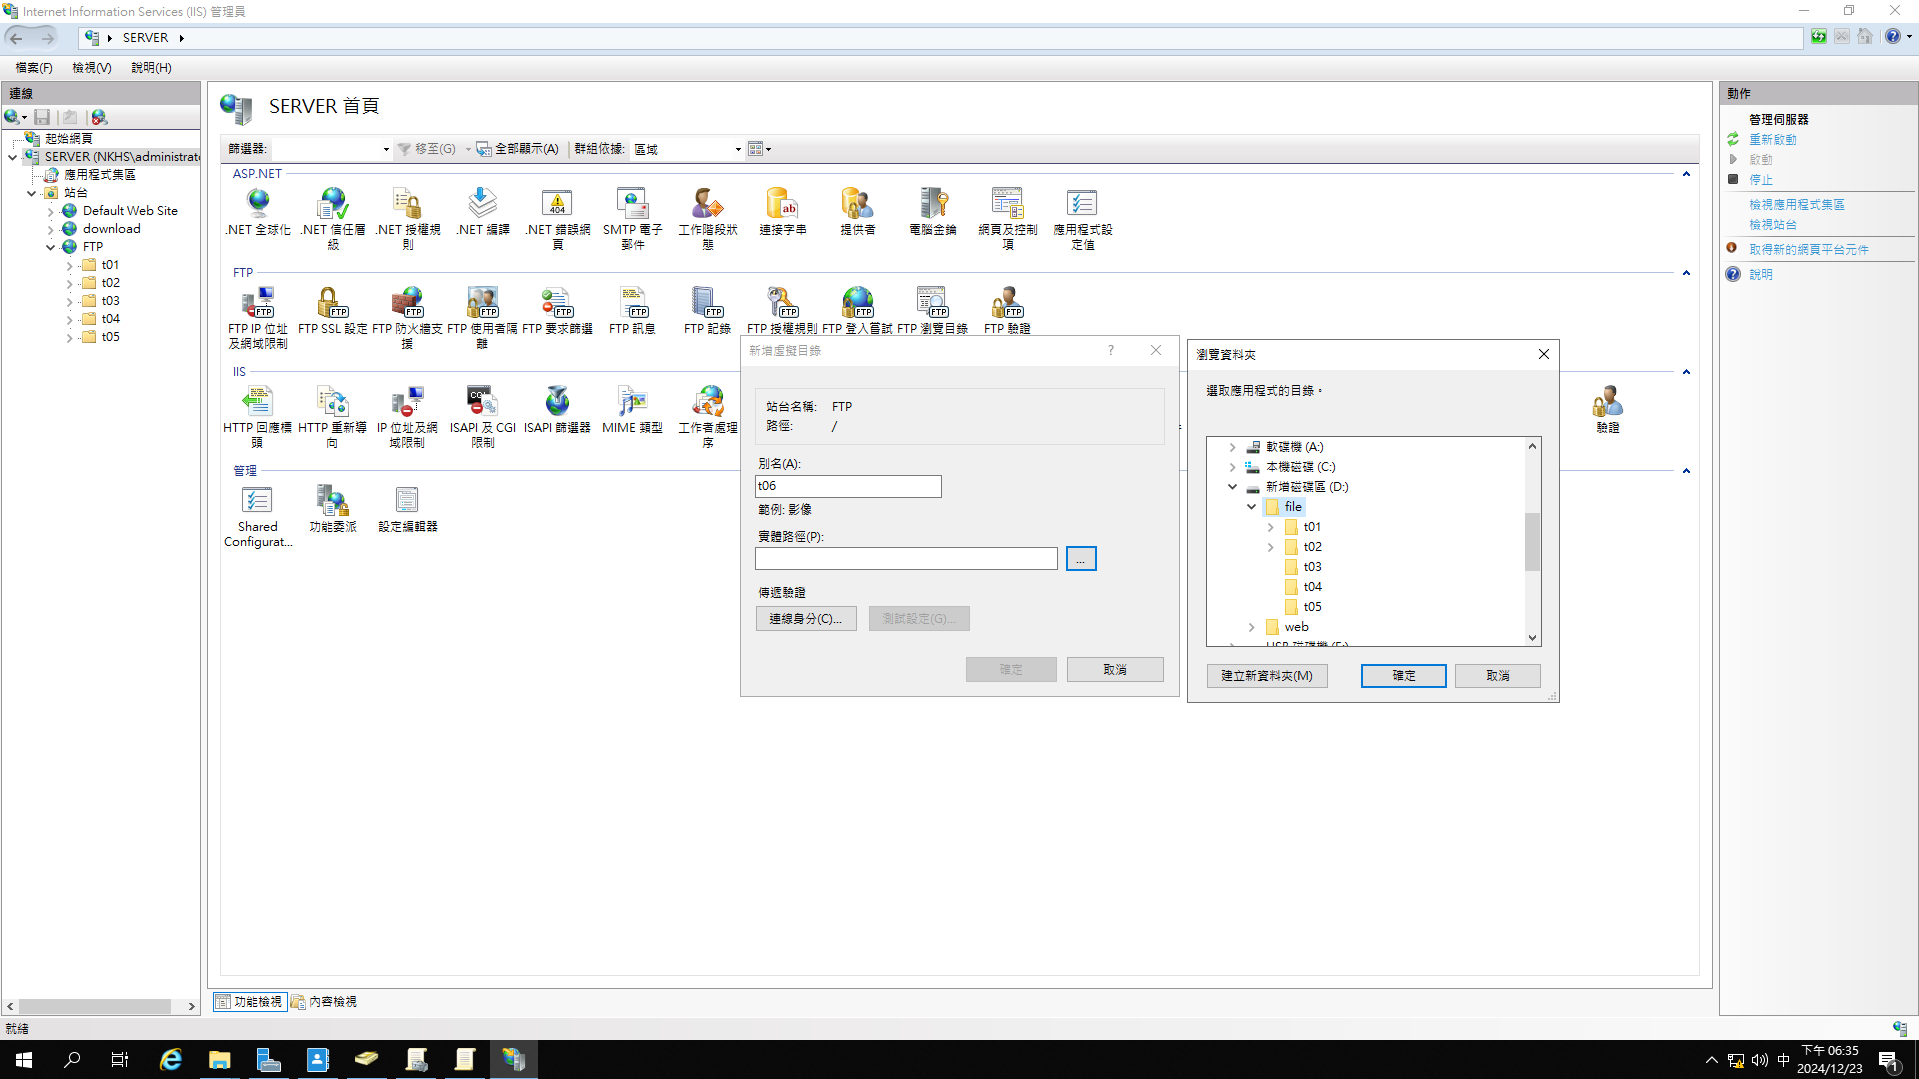 Internet Information Services (IIS) 管理員
SERVER
檔案(F) 檢視(V) 說明(H)
連線
起始網頁
SERVER (NKHS\administrat
應用程式集區
站台
Default Web Site
download
FTP
t01
t02
t03
t04
t05
SERVER 首頁
篩選器: 移至(G) 全部顯示(A) 群組依據: 區域
ASP.NET
.NET 全球化
.NET 信任層級
.NET 授權規則
.NET 編譯
.NET 錯誤網頁
SMTP 電子郵件
工作階段狀態
連接字串
提供者
電腦金鑰
網頁及控制項
應用程式設定值
FTP
FTP IP 位址及網域限制
FTP SSL 設定
FTP 防火牆支援
FTP 使用者隔離
FTP 要求篩選
FTP 訊息
FTP 記錄
FTP 授權規則
FTP 登入嘗試
FTP 瀏覽目錄
FTP 驗證
IIS
HTTP 回應標頭
HTTP 重新導向
IP 位址及網域限制
ISAPI 及 CGI 限制
ISAPI 篩選器
MIME 類型
工作者處理序
驗證
管理
Shared Configurat...
功能委派
設定編輯器
新增虛擬目錄
站台名稱: FTP
路徑: /
別名(A):
t06
範例: 影像
實體路徑(P):
...
傳遞驗證
連線身分(C)... 測試設定(G)...
確定 取消
瀏覽資料夾
選取應用程式的目錄。
軟碟機 (A:)
本機磁碟 (C:)
新增磁碟區 (D:)
file
t01
t02
t03
t04
t05
web
建立新資料夾(M) 確定 取消
動作
管理伺服器
重新啟動
啟動
停止
檢視應用程式集區
檢視站台
取得新的網頁平台元件
說明
功能檢視 內容檢視
就緒
中
下午 06:35
2024/12/23
1